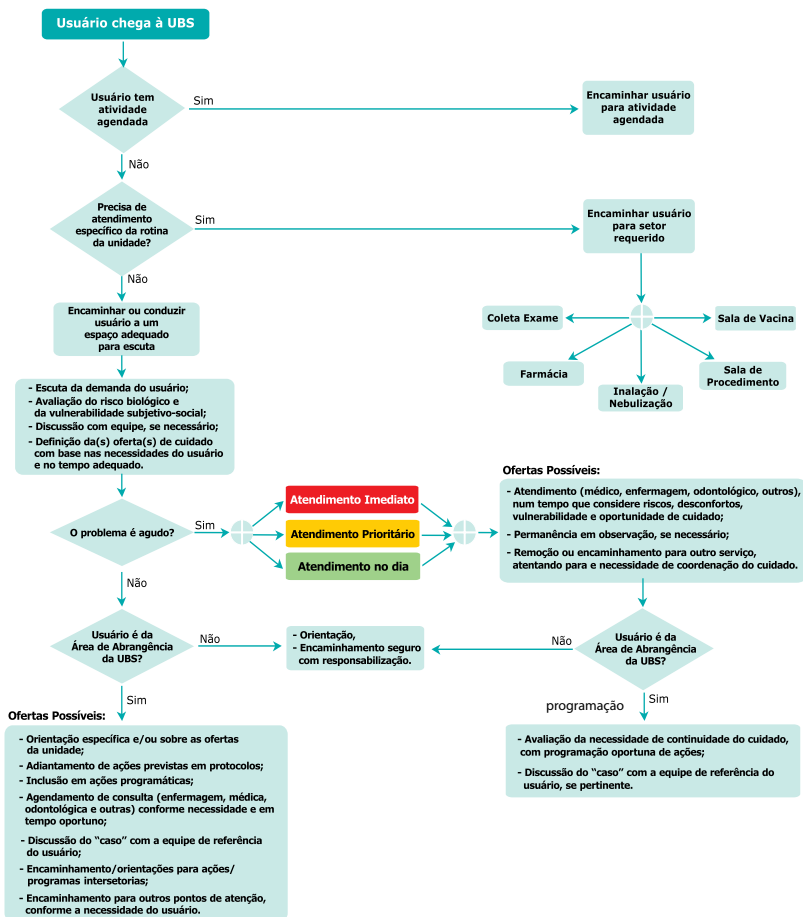 Usuário chega à UBS
Usuário tem
atividade
agendada
Sim
Encaminhar usuário
para atividade
agendada
Não
Precisa de
atendimento
específico da rotina
da unidade?
Sim
Encaminhar usuário
para setor
requerido
Não
Coleta Exame
Sala de Vacina
Farmácia
Sala de
Procedimento
Inalação /
Nebulização
Encaminhar ou conduzir
usuário a um
espaço adequado
para escuta
- Escuta da demanda do usuário;
- Avaliação do risco biológico e
da vulnerabilidade subjetivo-social;
- Discussão com equipe, se necessário;
- Definição da(s) oferta(s) de cuidado
com base nas necessidades do usuário
e no tempo adequado.
O problema é agudo?
Sim
Atendimento Imediato
Atendimento Prioritário
Atendimento no dia
Ofertas Possíveis:
- Atendimento (médico, enfermagem, odontológico, outros),
num tempo que considere riscos, desconfortos,
vulnerabilidade e oportunidade de cuidado;
- Permanência em observação, se necessário;
- Remoção ou encaminhamento para outro serviço,
atentando para e necessidade de coordenação do cuidado.
Não
Usuário é da
Área de Abrangência
da UBS?
Não
- Orientação,
- Encaminhamento seguro
com responsabilização.
Não
Usuário é da
Área de Abrangência
da UBS?
Sim
programação
Sim
Ofertas Possíveis:
- Orientação específica e/ou sobre as ofertas
da unidade;
- Adiantamento de ações previstas em protocolos;
- Inclusão em ações programáticas;
- Agendamento de consulta (enfermagem, médica,
odontológica e outras) conforme necessidade e em
tempo oportuno;
- Discussão do “caso” com a equipe de referência
do usuário;
- Encaminhamento/orientações para ações/
programas intersetorias;
- Encaminhamento para outros pontos de atenção,
conforme a necessidade do usuário.
- Avaliação da necessidade de continuidade do cuidado,
com programação oportuna de ações;
- Discussão do “caso” com a equipe de referência do
usuário, se pertinente.